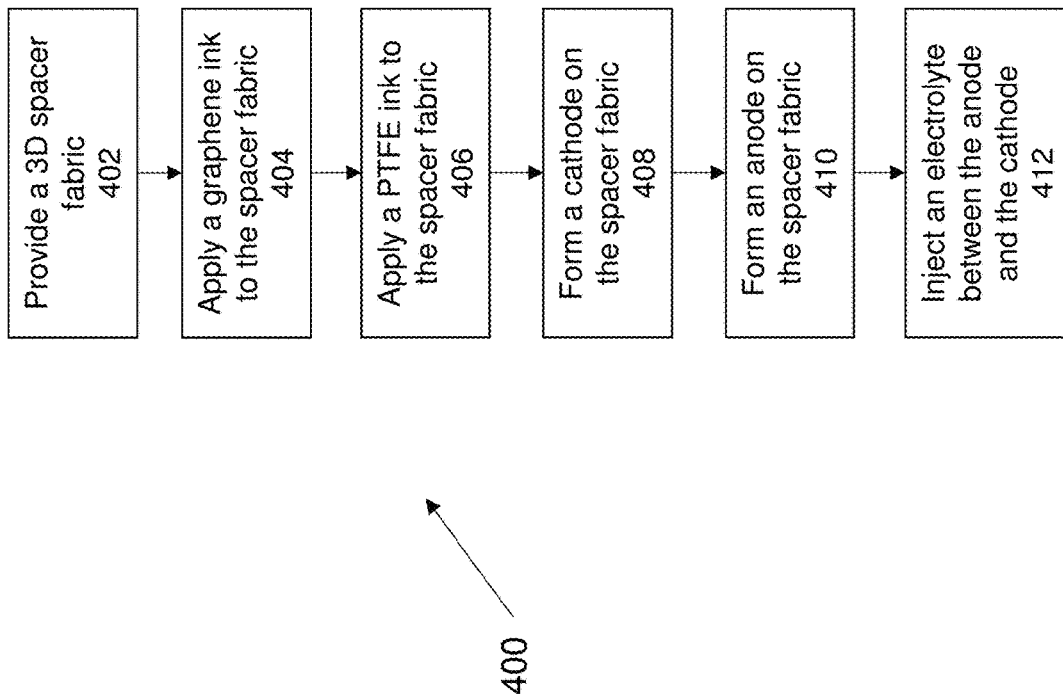 Provide a 3D spacer
fabric
402
Apply a graphene ink
to the spacer fabric
404
Apply a PTFE ink to
the spacer fabric
406
Form a cathode on
the spacer fabric
408
Form an anode on
the spacer fabric
410
Inject an electrolyte
between the anode
and the cathode
412
400